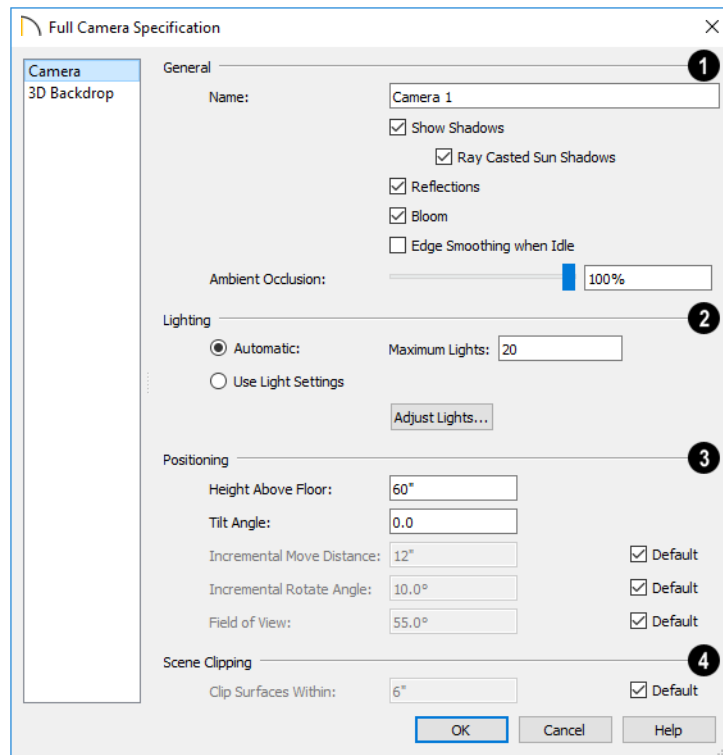 Full Camera Specification
Camera
3D Backdrop
General 1
Name: Camera 1
Show Shadows
Ray Casted Sun Shadows
Reflections
Bloom
Edge Smoothing when Idle
Ambient Occlusion: 100%
Lighting 2
Automatic: Maximum Lights: 20
Use Light Settings
Adjust Lights...
Positioning 3
Height Above Floor: 60"
Tilt Angle: 0.0
Incremental Move Distance: 12" Default
Incremental Rotate Angle: 10.0° Default
Field of View: 55.0° Default
Scene Clipping 4
Clip Surfaces Within: 6" Default
OK Cancel Help